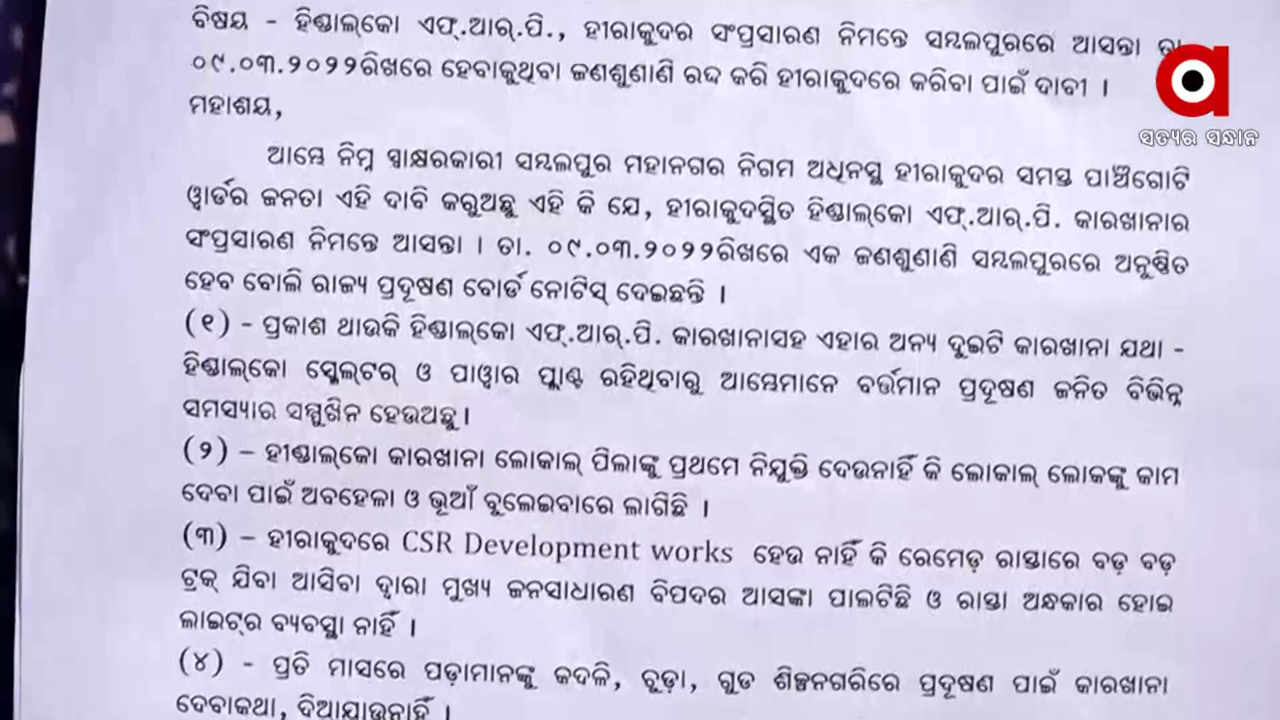 ବିଷୟ - ହିଣ୍ଡାଲ୍‌କୋ ଏଫ୍.ଆର୍.ପି., ହୀରାକୁଦର ସଂପ୍ରସାରଣ ନିମନ୍ତେ ସମ୍ବଲପୁରରେ ଆସନ୍ତା ତା
୦୯.୦୩.୨୦୨୨ରିଖରେ ହେବାକୁଥିବା ଜଣଶୁଣାଣି ରଦ୍ଦ କରି ହୀରାକୁଦରେ କରିବା ପାଇଁ ଦାବୀ ।
ସତ୍ୟର ସନ୍ଧାନ
ମହାଶୟ,
ଆମ୍ଭେ ନିମ୍ନ ସ୍ୱାକ୍ଷରକାରୀ ସମ୍ବଲପୁର ମହାନଗର ନିଗମ ଅଧିନସ୍ଥ ହୀରାକୁଦର ସମସ୍ତ ପାଞ୍ଚଗୋଟି
ୱାର୍ଡର ଜନତା ଏହି ଦାବି କରୁଅଛୁ ଏହି କି ଯେ, ହୀରାକୁଦସ୍ଥିତ ହିଣ୍ଡାଲ୍‌କୋ ଏଫ୍.ଆର୍.ପି. କାରଖାନାର
ସଂପ୍ରସାରଣ ନିମନ୍ତେ ଆସନ୍ତା । ତା. ୦୯.୦୩.୨୦୨୨ରିଖରେ ଏକ ଜଣଶୁଣାଣି ସମ୍ବଲପୁରରେ ଅନୁଷ୍ଠିତ
ହେବ ବୋଲି ରାଜ୍ୟ ପ୍ରଦୂଷଣ ବୋର୍ଡ ନୋଟିସ୍ ଦେଇଛନ୍ତି ।
(୧) - ପ୍ରକାଶ ଥାଉକି ହିଣ୍ଡାଲ୍‌କୋ ଏଫ୍.ଆର୍.ପି. କାରଖାନାସହ ଏହାର ଅନ୍ୟ ଦୁଇଟି କାରଖାନା ଯଥା -
ହିଣ୍ଡାଲ୍‌କୋ ସ୍ମେଲ୍‌ଟର୍ ଓ ପାୱାର ପ୍ଲାଣ୍ଟ ରହିଥିବାରୁ ଆମ୍ଭେମାନେ ବର୍ତ୍ତମାନ ପ୍ରଦୂଷଣ ଜନିତ ବିଭିନ୍ନ
ସମସ୍ୟାର ସମ୍ମୁଖିନ ହେଉଅଛୁ ।
(୨) – ହୀଣ୍ଡାଲ୍‌କୋ କାରଖାନା ଲୋକାଲ୍ ପିଲାଙ୍କୁ ପ୍ରଥମେ ନିଯୁକ୍ତି ଦେଉନାହିଁ କି ଲୋକାଲ୍ ଲୋକଙ୍କୁ କାମ
ଦେବା ପାଇଁ ଅବହେଳା ଓ ଭୂଆଁ ବୁଲେଇବାରେ ଲାଗିଛି ।
(୩) – ହୀରାକୁଦରେ CSR Development works ହେଉ ନାହିଁ କି ରେମେଡ଼ ରାସ୍ତାରେ ବଡ଼ ବଡ଼
ଟ୍ରକ୍ ଯିବା ଆସିବା ଦ୍ୱାରା ମୁଖ୍ୟ ଜନସାଧାରଣ ବିପଦର ଆସଙ୍କା ପାଲଟିଛି ଓ ରାସ୍ତା ଅନ୍ଧକାର ହୋଇ
ଲାଇଟ୍‌ର ବ୍ୟବସ୍ଥା ନାହିଁ ।
(୪) - ପ୍ରତି ମାସରେ ପଡ଼ାମାନଙ୍କୁ କଦଳି, ଚୂଡ଼ା, ଗୁଡ ଶିଳ୍ପନଗରିରେ ପ୍ରଦୂଷଣ ପାଇଁ କାରଖାନା
ଦେବାକଥା, ଦିଆଯାଉନାହିଁ ।